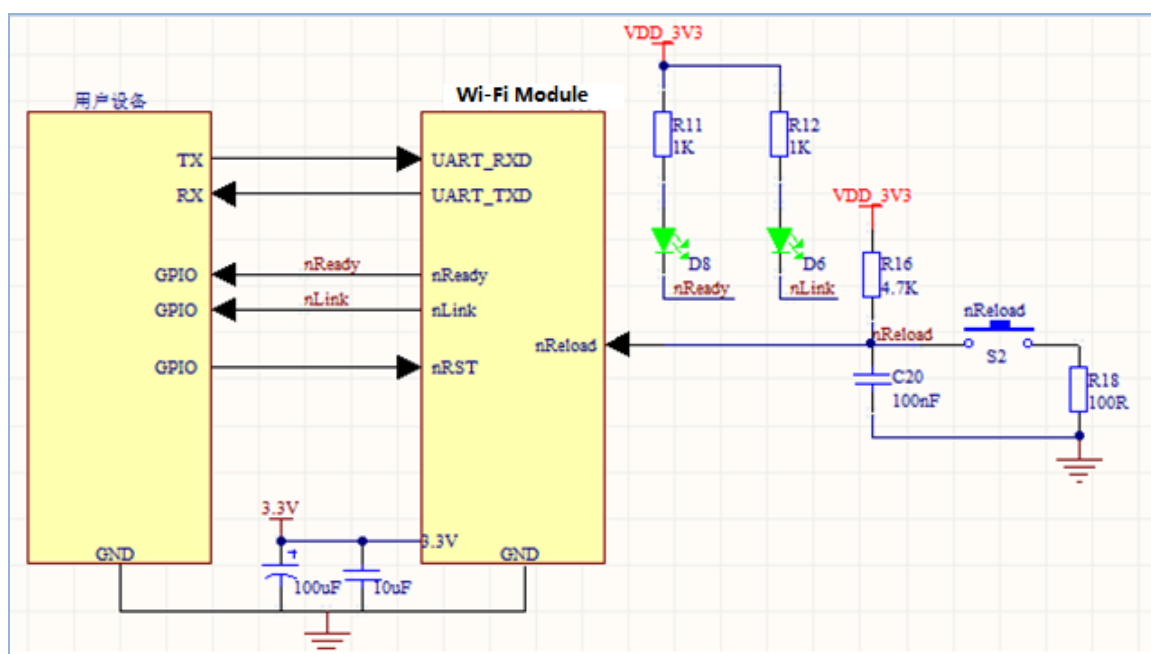 用户设备
TX
RX
GPIO
GPIO
GPIO
GND
nReady
nLink
Wi-Fi Module
UART_RXD
UART_TXD
nReady
nLink
nReload
nRST
3.3V
GND
3.3V
100uF
10uF
VDD_3V3
R11
1K
R12
1K
D8
D6
nReady
nLink
VDD_3V3
R16
4.7K
nReload
nReload
S2
C20
100nF
R18
100R